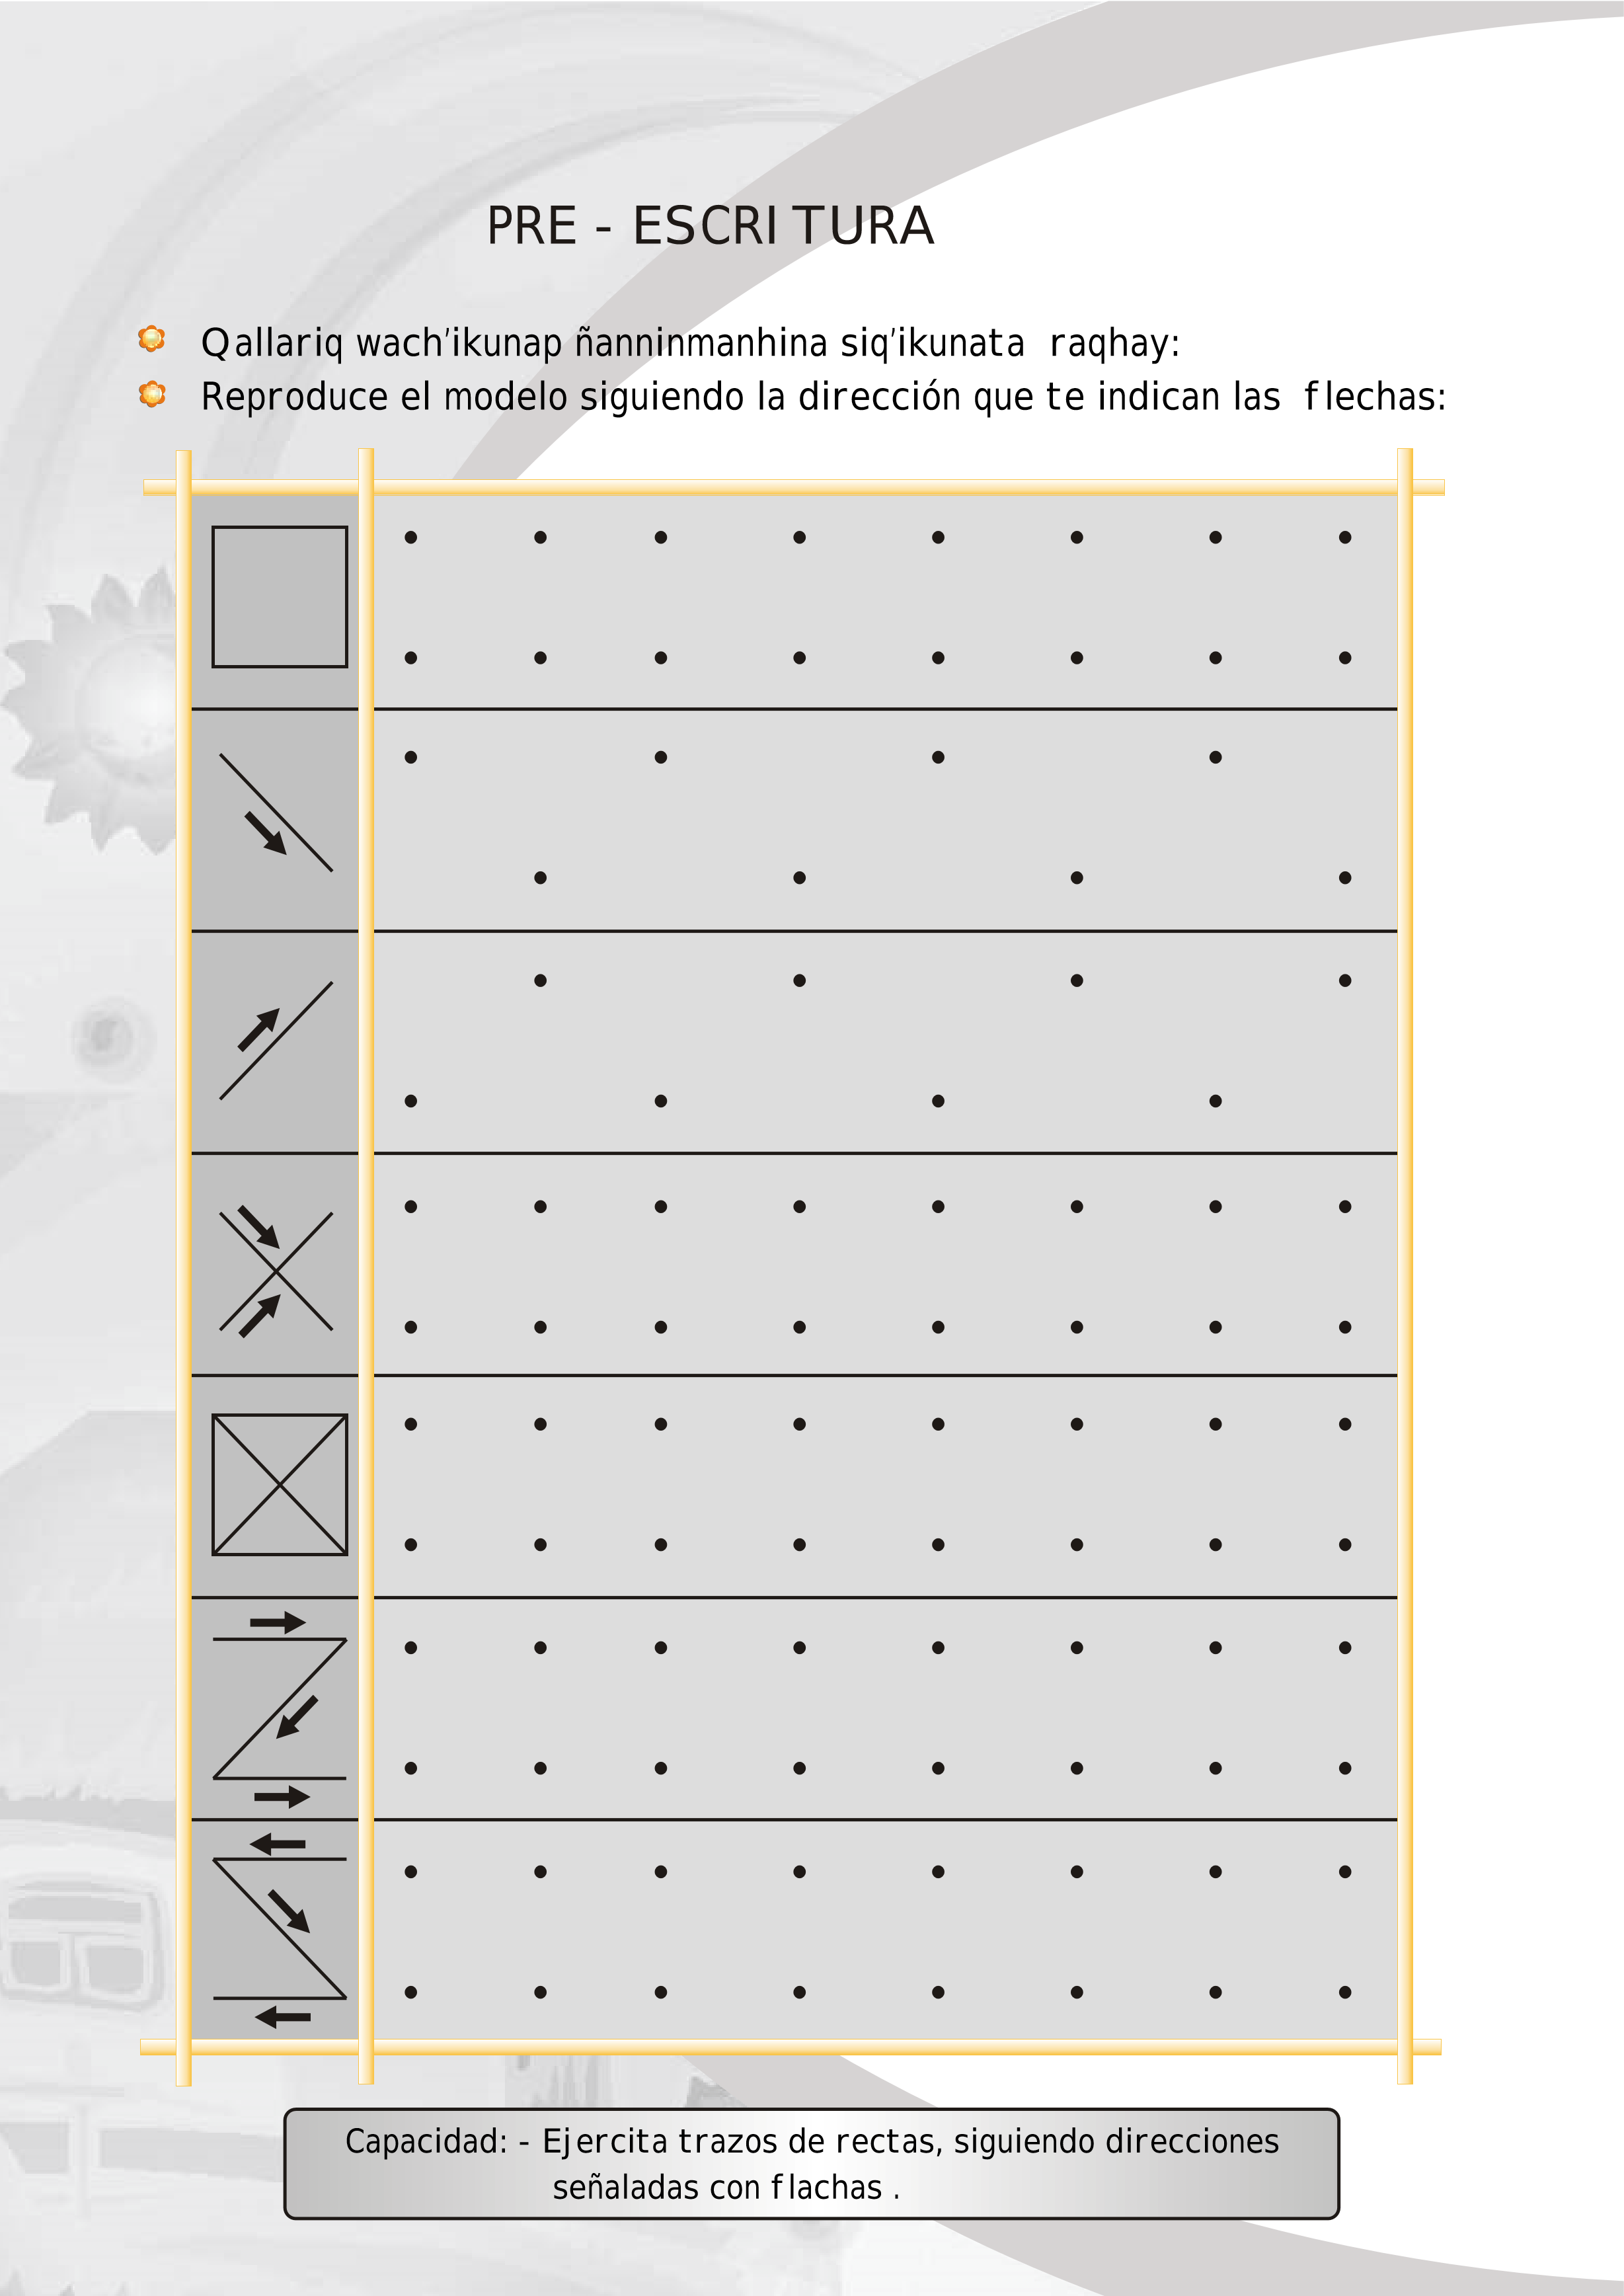 PRE - ESCRITURA
Qallariq wach'ikunap ñanninmanhina siq'ikunata raqhay:
Reproduce el modelo siguiendo la dirección que te indican las flechas:
Capacidad: - Ejercita trazos de rectas, siguiendo direcciones
señaladas con flachas .